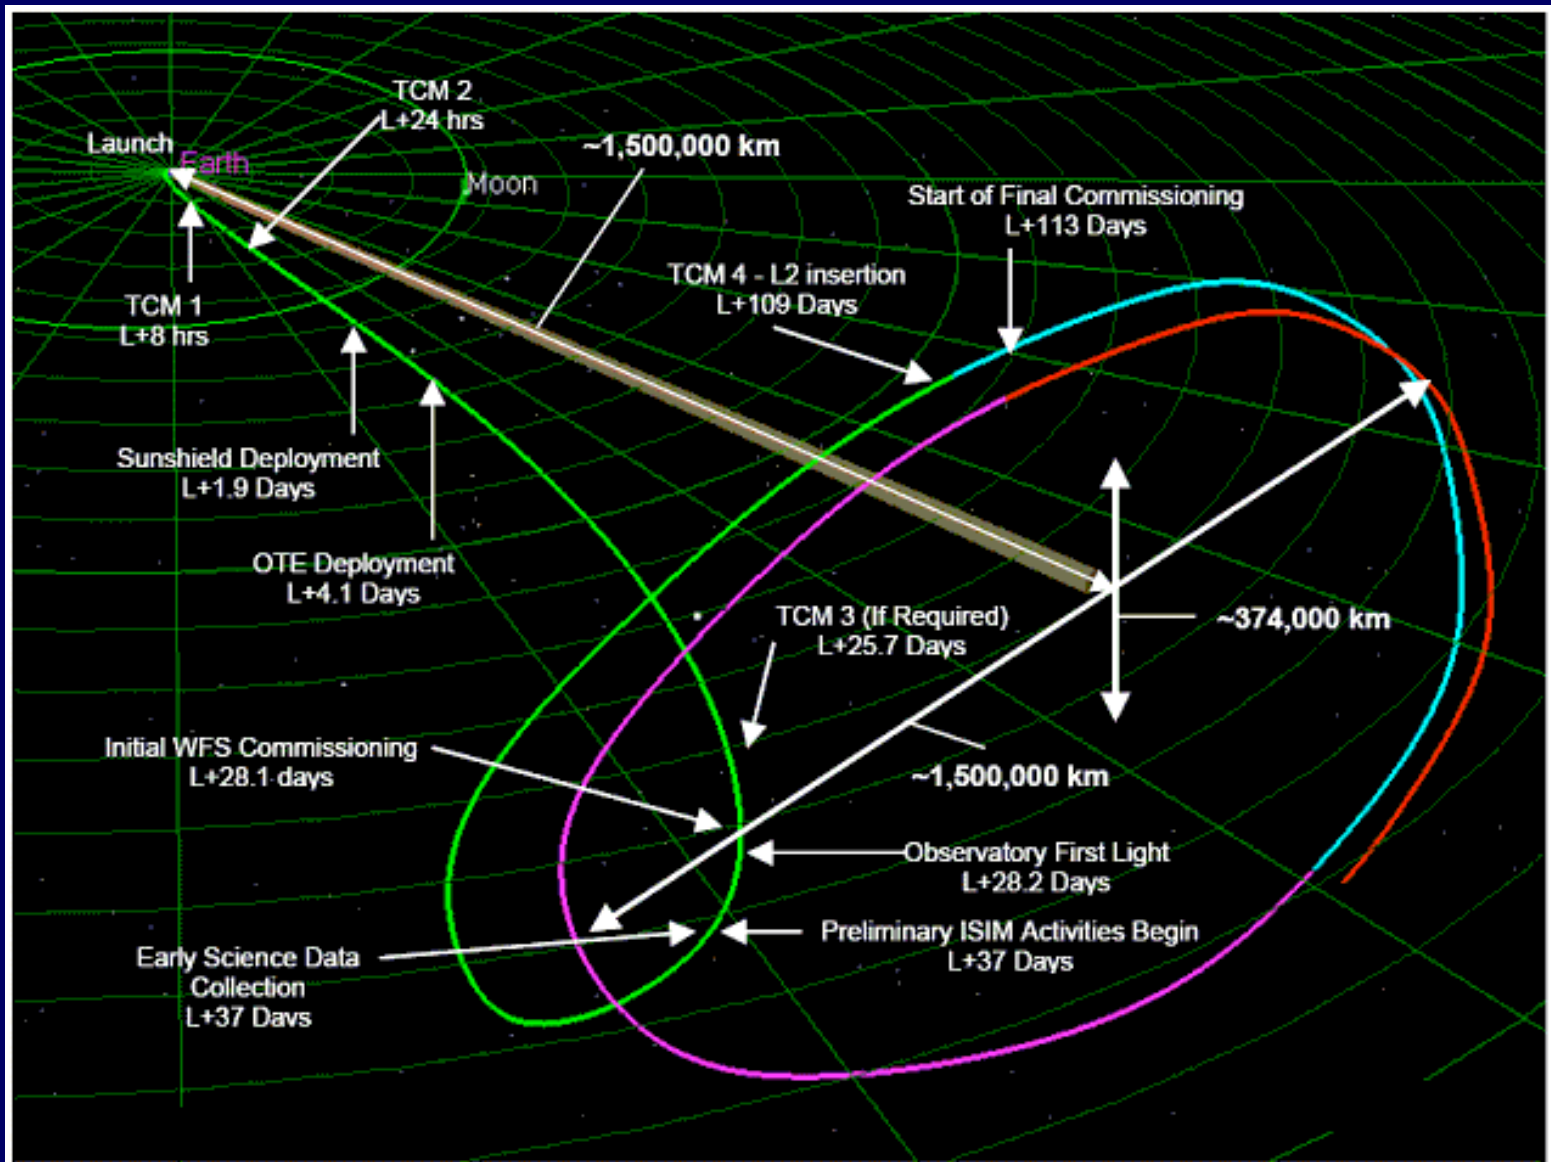 TCM 2
L+24 hrs
Launch
Earth
~1,500,000 km
Moon
Start of Final Commissioning
L+113 Days
TCM 4 - L2 insertion
L+109 Days
TCM 1
L+8 hrs
Sunshield Deployment
L+1.9 Days
OTE Deployment
L+4.1 Days
TCM 3 (If Required)
L+25.7 Days
~374,000 km
Initial WFS Commissioning
L+28.1 days
~1,500,000 km
Observatory First Light
L+28.2 Days
Preliminary ISIM Activities Begin
L+37 Days
Early Science Data
Collection
L+37 Days